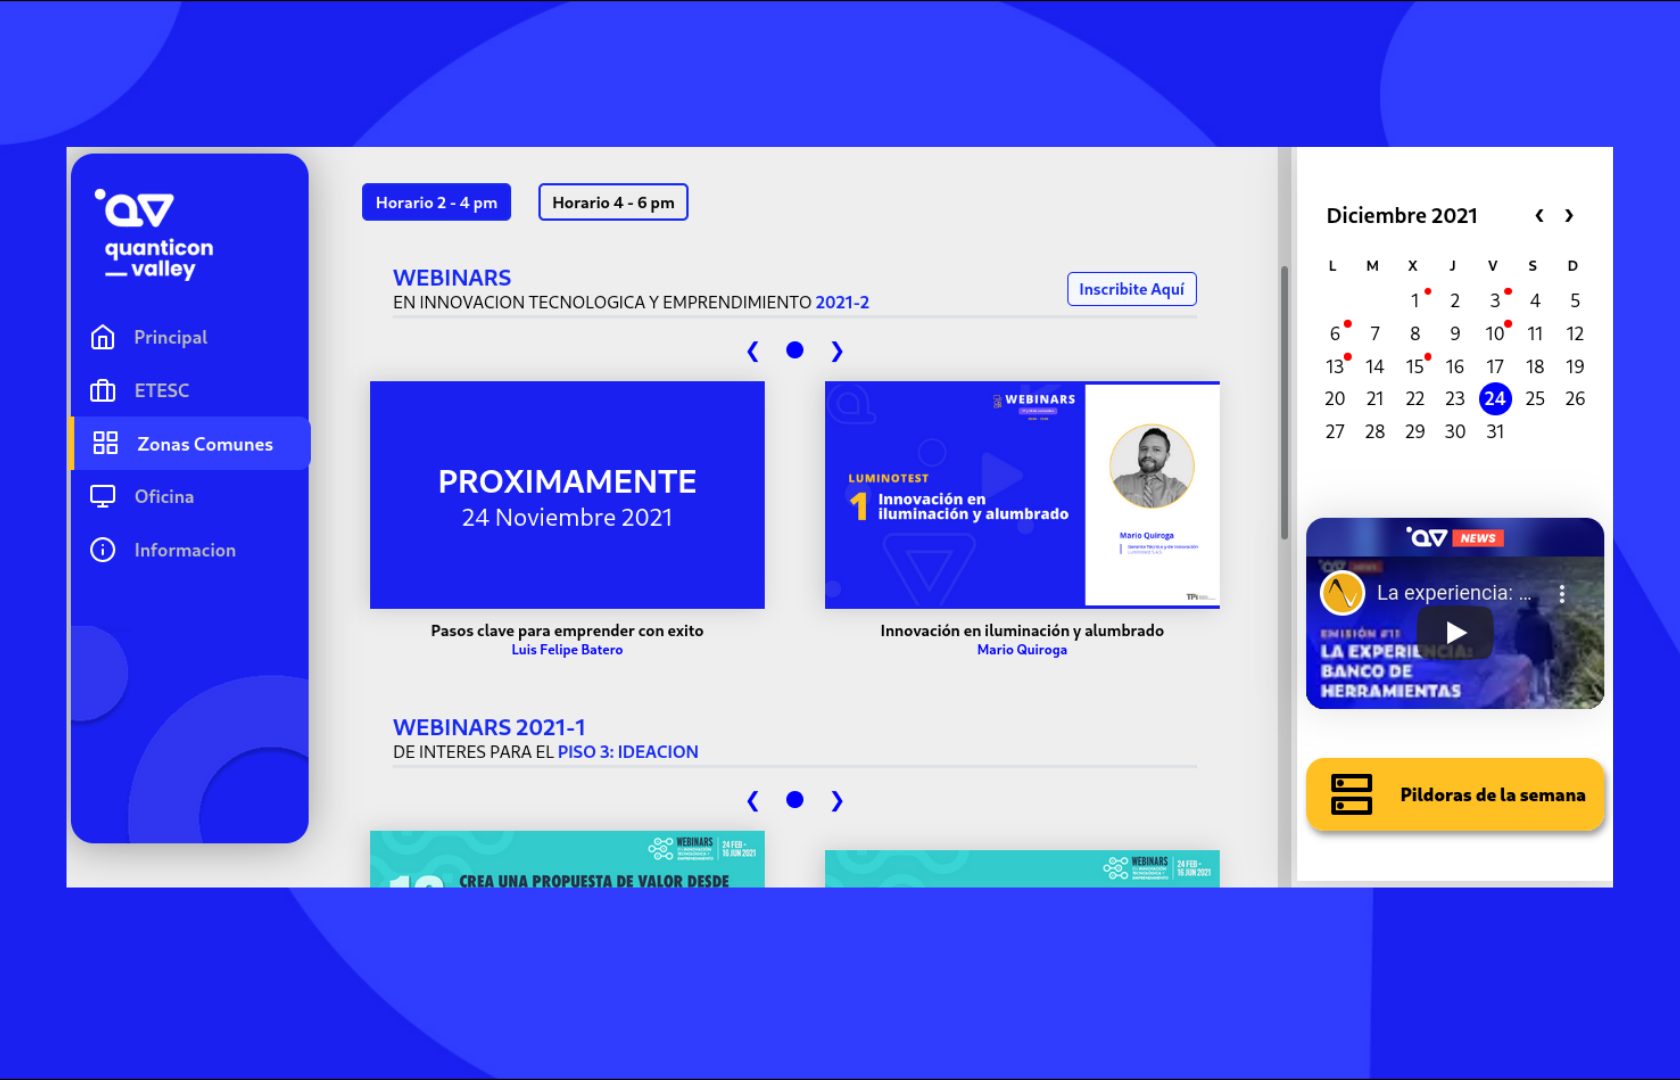 quanticon
valley
Principal
ETESC
Zonas Comunes
Oficina
Informacion
Horario 2 - 4 pm
Horario 4 - 6 pm
WEBINARS
EN INNOVACION TECNOLOGICA Y EMPRENDIMIENTO 2021-2
Inscribite Aquí
PROXIMAMENTE
24 Noviembre 2021
Pasos clave para emprender con exito
Luis Felipe Batero
WEBINARS
LUMINOTEST
1 Innovación en
iluminación y alumbrado
Mario Quiroga
Gerente Técnico y de Innovación
TPi
Innovación en iluminación y alumbrado
Mario Quiroga
WEBINARS 2021-1
DE INTERES PARA EL PISO 3: IDEACION
WEBINARS
24 FEB -
16 JUN 2021
CREA UNA PROPUESTA DE VALOR DESDE
WEBINARS
24 FEB -
16 JUN 2021
Diciembre 2021
L M X J V S D
1 2 3 4 5
6 7 8 9 10 11 12
13 14 15 16 17 18 19
20 21 22 23 24 25 26
27 28 29 30 31
NEWS
La experiencia: ...
EMISIÓN #11
LA EXPERIENCIA:
BANCO DE
HERRAMIENTAS
Pildoras de la semana